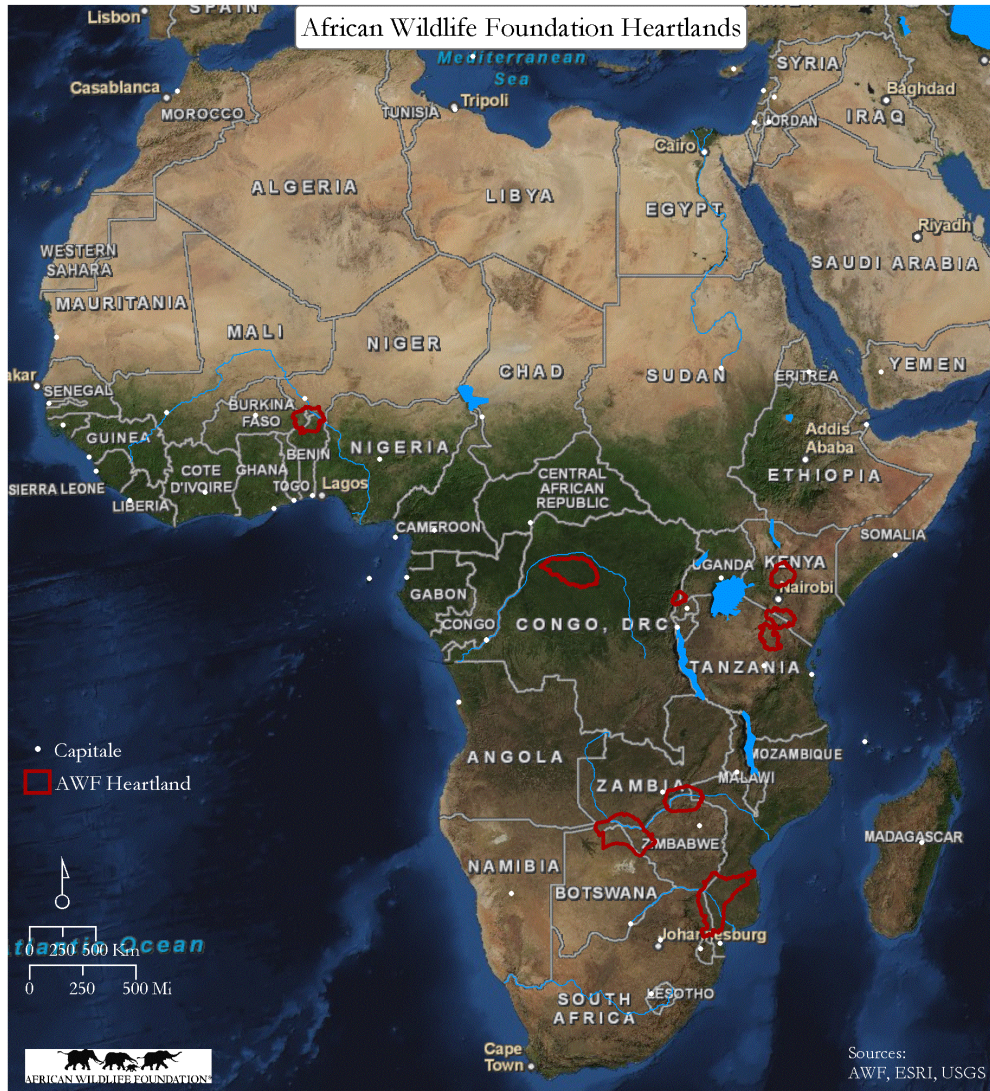 African Wildlife Foundation Heartlands
SPAIN
Lisbon
Mediterranean
Sea
SYRIA
Casablanca
Baghdad
MOROCCO
TUNISIA
Tripoli
JORDAN
IRAQ
Cairo
ALGERIA
LIBYA
EGYPT
Riyadh
WESTERN
SAHARA
SAUDI ARABIA
MAURITANIA
MALI
NIGER
CHAD
SUDAN
ERITREA
YEMEN
akar
SENEGAL
BURKINA
FASO
GUINEA
NIGERIA
Addis
Ababa
BENIN
COTE
D'IVOIRE
GHANA
TOGO
Lagos
CENTRAL
AFRICAN
REPUBLIC
ETHIOPIA
SIERRA LEONE
LIBERIA
CAMEROON
SOMALIA
UGANDA
KENYA
Nairobi
GABON
CONGO
CONGO, DRC
TANZANIA
Capitale
AWF Heartland
ANGOLA
MOZAMBIQUE
ZAMBIA
MALAWI
ZIMBABWE
MADAGASCAR
NAMIBIA
BOTSWANA
Johannesburg
Atlantic Ocean
0 250 500 Km
0 250 500 Mi
LESOTHO
SOUTH
AFRICA
Cape
Town
AFRICAN WILDLIFE FOUNDATION®
Sources:
AWF, ESRI, USGS